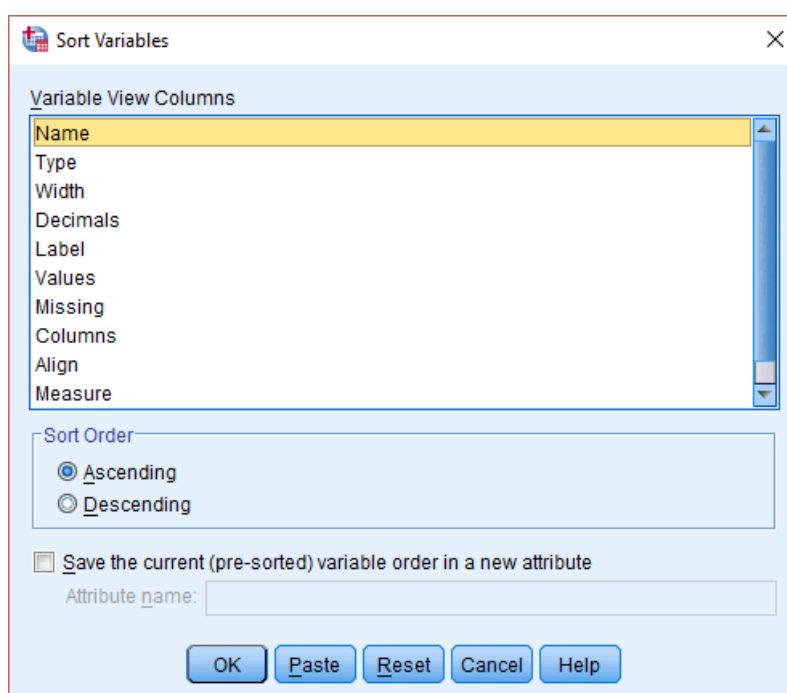 Sort Variables
Variable View Columns
Name
Type
Width
Decimals
Label
Values
Missing
Columns
Align
Measure
Sort Order
Ascending
Descending
Save the current (pre-sorted) variable order in a new attribute
Attribute name:
OK Paste Reset Cancel Help